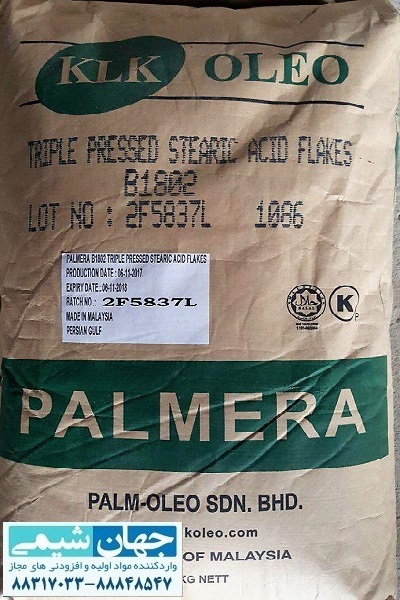 KLK OLEO
TRIPLE PRESSED STEARIC ACID FLAKES
B1802
LOT NO : 2F5837L 1086
PALMERA B1802 TRIPLE PRESSED STEARIC ACID FLAKES
PRODUCTION DATE : 06-11-2017
EXPIRY DATE : 06-11-2018
BATCH NO : 2F5837L
MADE IN MALAYSIA
PERSIAN GULF
HALAL
K
P
PALMERA
PALM-OLEO SDN. BHD.
koleo.com
OF MALAYSIA
KG NETT
جهان شیمی
واردکننده مواد اولیه و افزودنی های مجاز
۸۸۳۱۷۰۳۳-۸۸۸۴۸۵۴۷